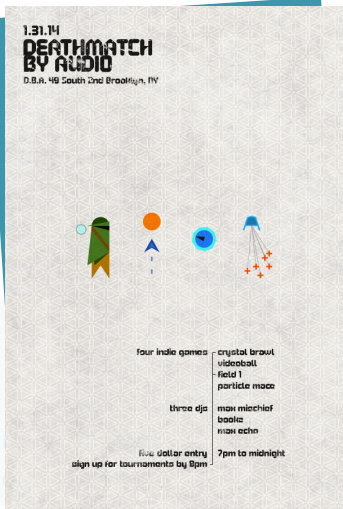 1.31.14
DEATHMATCH
BY AUDIO
D.B.A. 49 South 2nd Brooklyn, NY
four indie games
crystal brawl
videoball
field 1
particle mace
three djs
max mischief
booke
max echo
five dollar entry
7pm to midnight
sign up for tournaments by 8pm